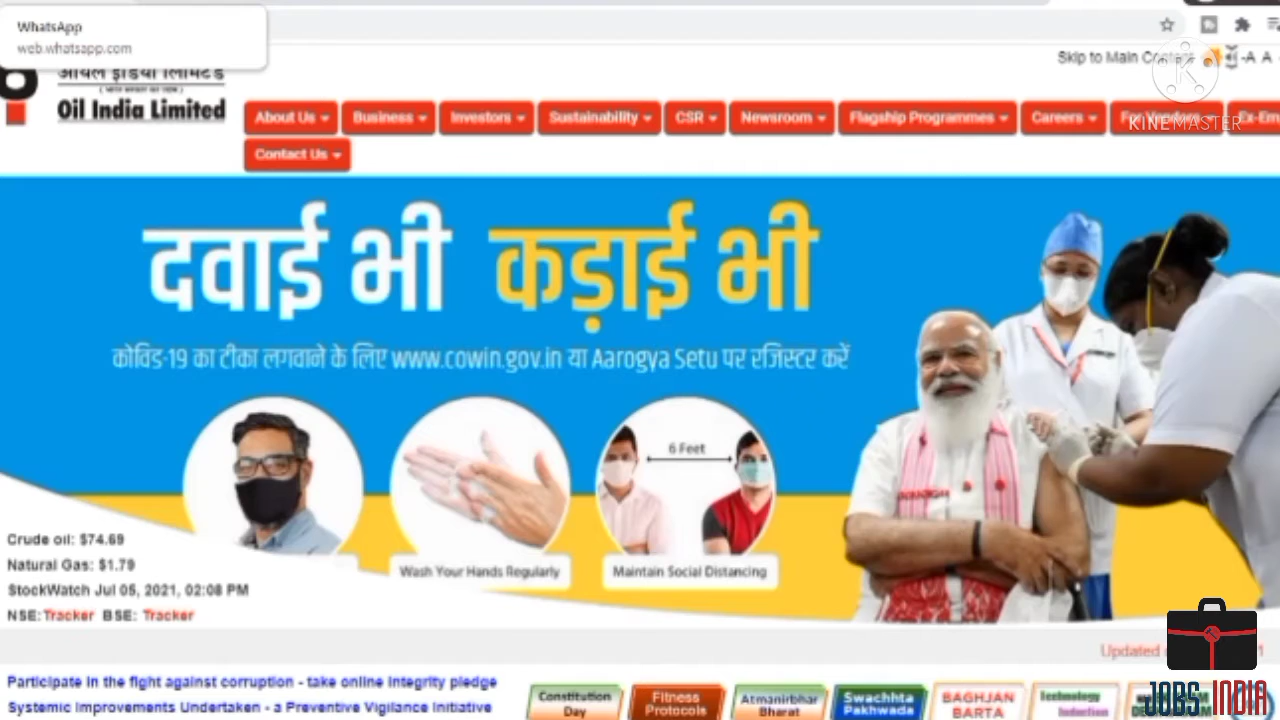 WhatsApp
web.whatsapp.com
Skip to Main Content -A A
KINEMASTER
आयल इंडिया लिमिटेड
Oil India Limited
About Us Business Investors Sustainability CSR Newsroom Flagship Programmes Careers
Contact Us
दवाई भी कड़ाई भी
कोविड-19 का टीका लगवाने के लिए www.cowin.gov.in या Aarogya Setu पर रजिस्टर करें
6 Feet
Wash Your Hands Regularly
Maintain Social Distancing
Crude oil: $74.69
Natural Gas: $1.79
StockWatch Jul 05, 2021, 02:08 PM
NSE:Tracker BSE: Tracker
Updated
Participate in the fight against corruption - take online integrity pledge
Systemic Improvements Undertaken - a Preventive Vigilance Initiative
Constitution Day
Fitness Protocols
Atmanirbhar Bharat
Swachhta Pakhwada
BAGHJAN BARTA
Technology Induction
JOBS INDIA